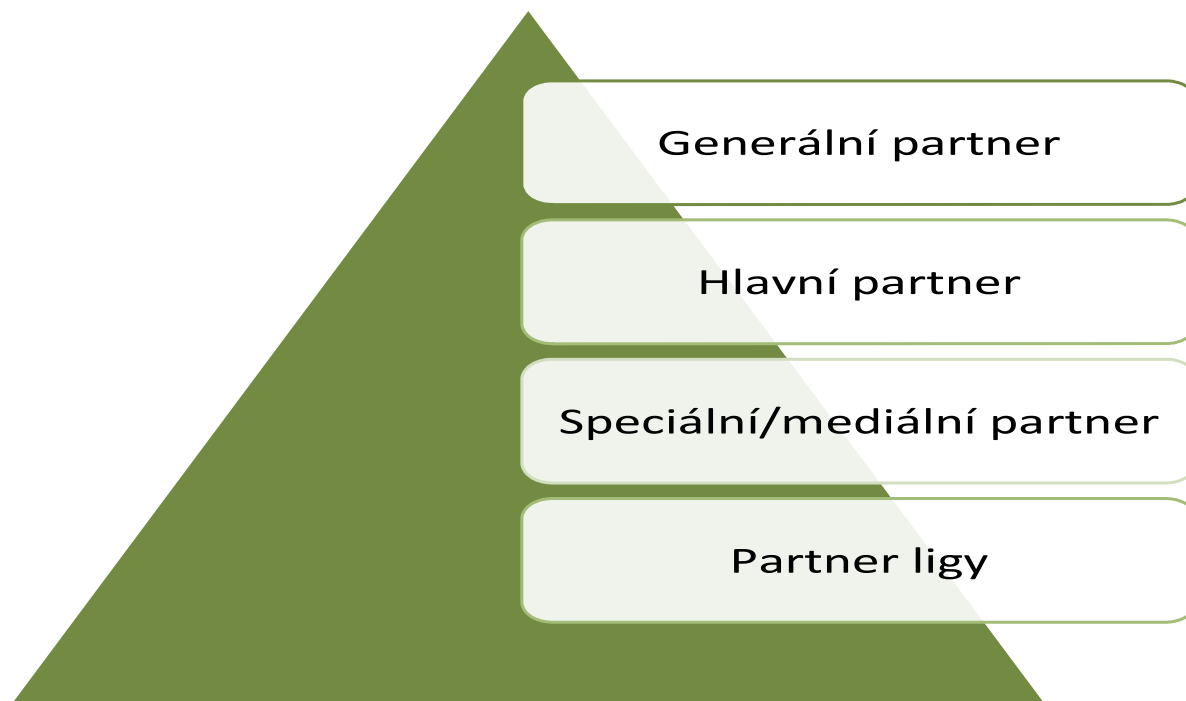 Generální partner
Hlavní partner
Speciální/mediální partner
Partner ligy